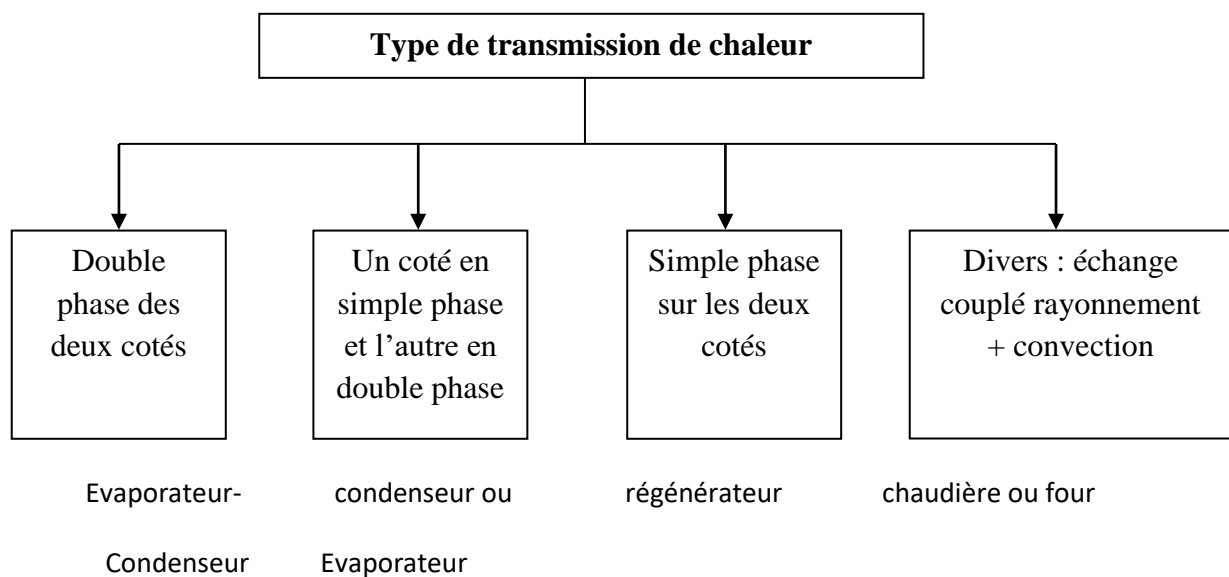 Type de transmission de chaleur
Double
phase des
deux cotés
Un coté en
simple phase
et l’autre en
double phase
Simple phase
sur les deux
cotés
Divers : échange
couplé rayonnement
+ convection
Evaporateur-
Condenseur
condenseur ou
Evaporateur
régénérateur
chaudière ou four